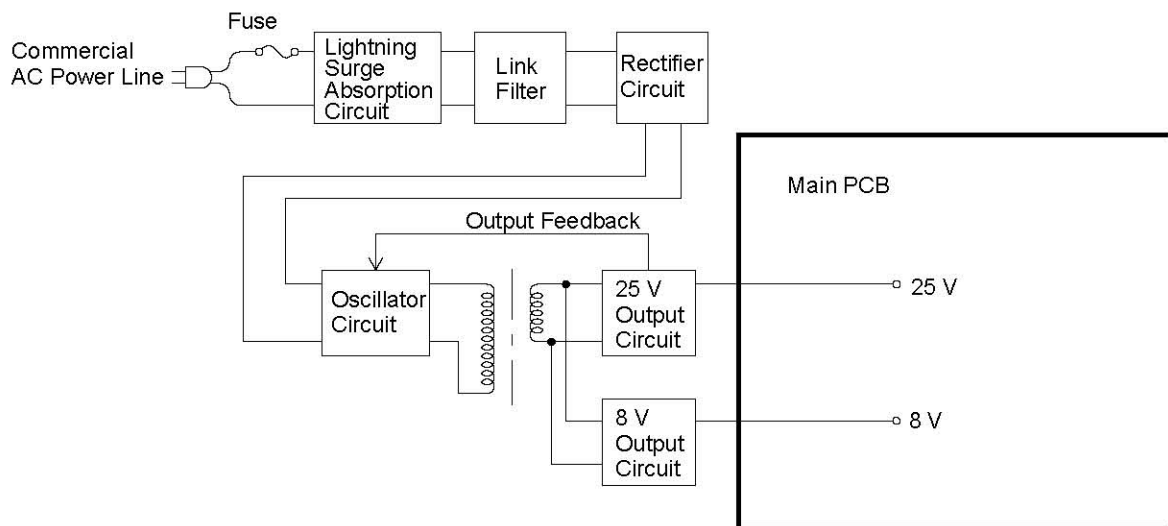 Fuse
Commercial
AC Power Line
Lightning
Surge
Absorption
Circuit
Link
Filter
Rectifier
Circuit
Main PCB
Output Feedback
Oscillator
Circuit
25 V
Output
Circuit
25 V
8 V
Output
Circuit
8 V